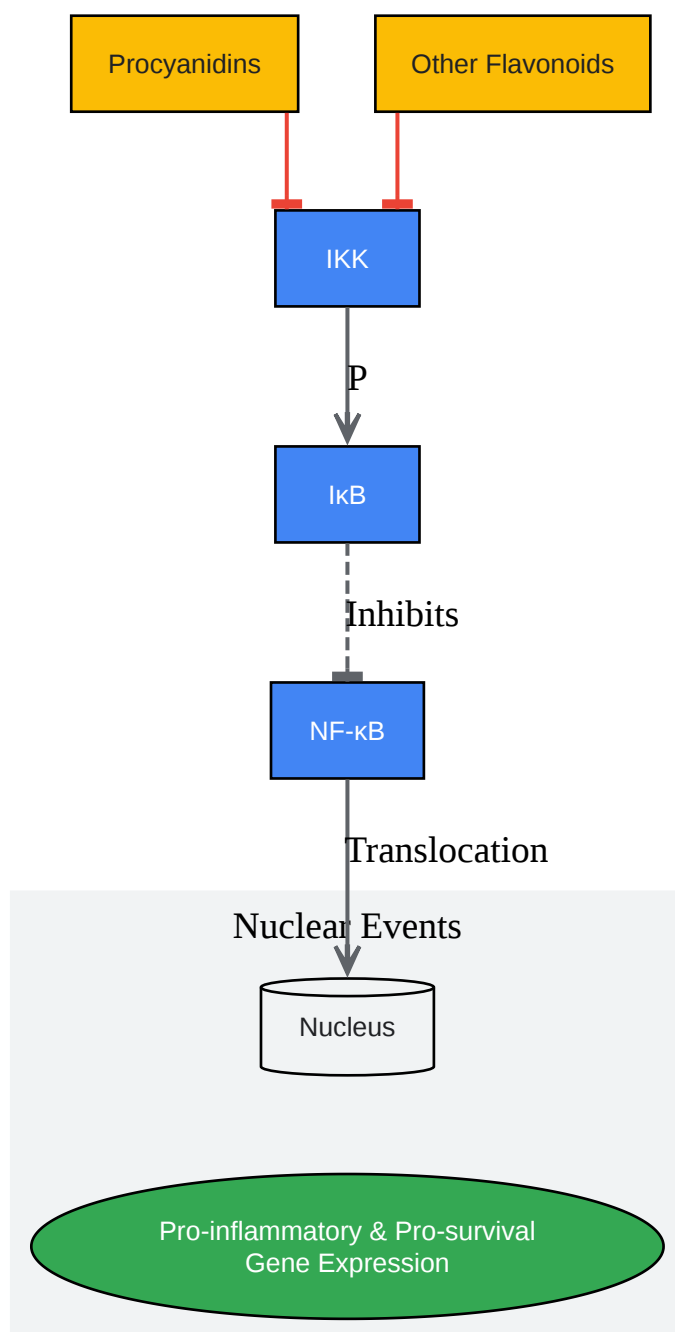 Procyanidins
Other Flavonoids
IKK
P
IκB
Inhibits
NF-κB
Translocation
Nuclear Events
Nucleus
Pro-inflammatory & Pro-survival
Gene Expression